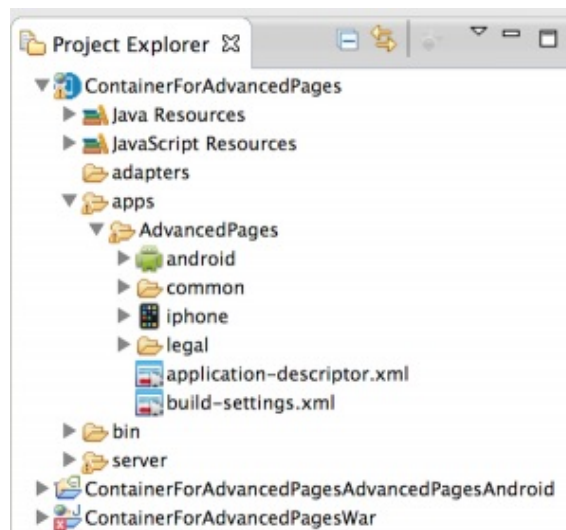 Project Explorer
ContainerForAdvancedPages
Java Resources
JavaScript Resources
adapters
apps
AdvancedPages
android
common
iphone
legal
application-descriptor.xml
build-settings.xml
bin
server
ContainerForAdvancedPagesAdvancedPagesAndroid
ContainerForAdvancedPagesWar